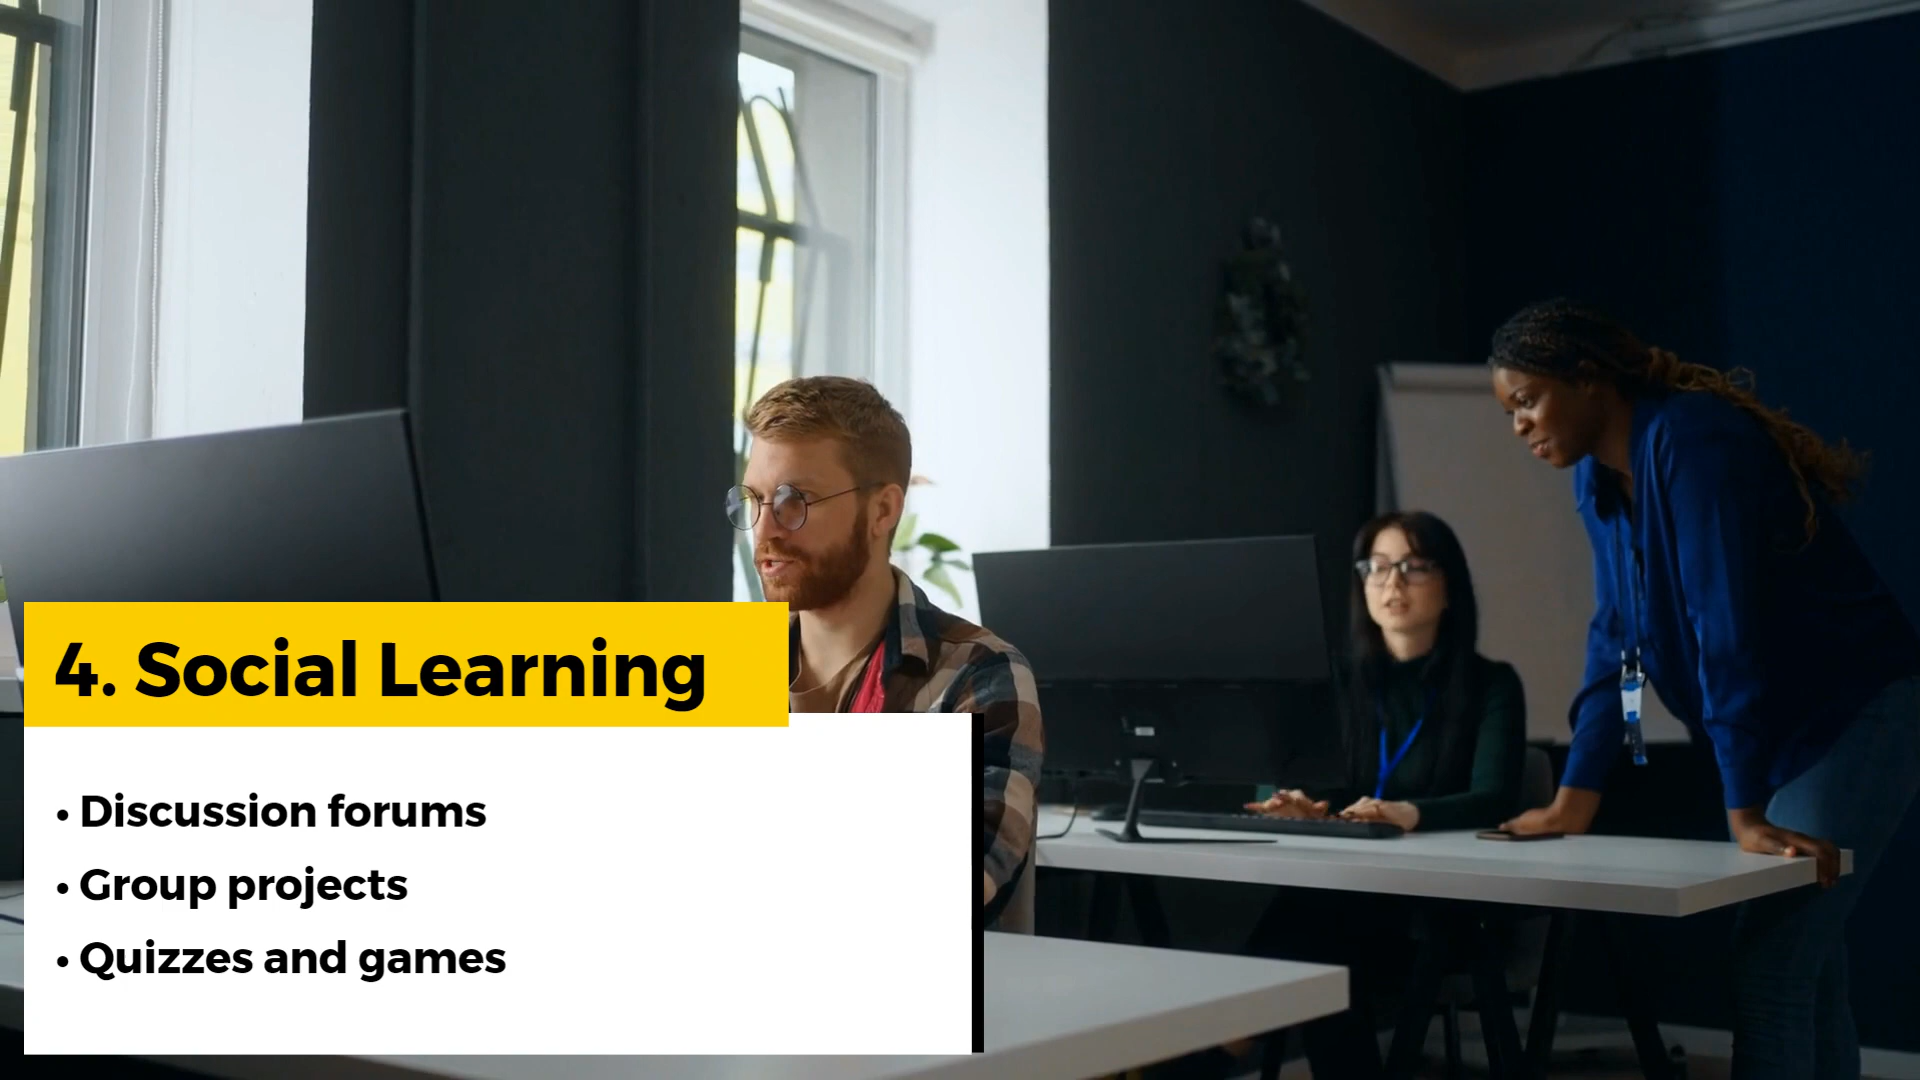 4. Social Learning
• Discussion forums
• Group projects
• Quizzes and games